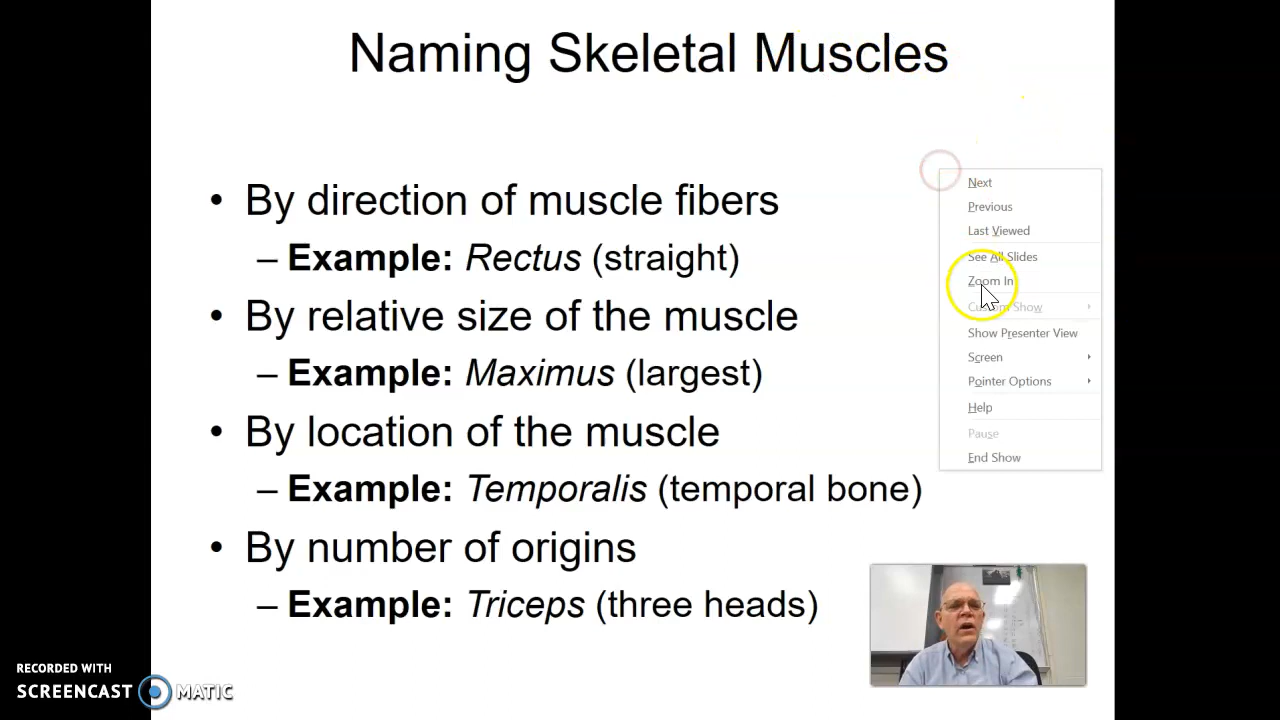 Naming Skeletal Muscles
• By direction of muscle fibers
– Example: Rectus (straight)
• By relative size of the muscle
– Example: Maximus (largest)
• By location of the muscle
– Example: Temporalis (temporal bone)
• By number of origins
– Example: Triceps (three heads)
Next
Previous
Last Viewed
See All Slides
Zoom In
Custom Show
Show Presenter View
Screen
Pointer Options
Help
Pause
End Show
RECORDED WITH
SCREENCAST MATIC